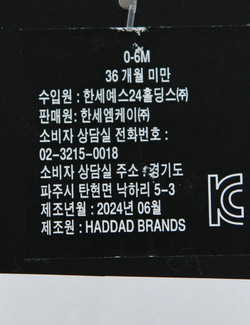 0-6M
36 개월 미만
수입원 : 한세예스24홀딩스㈜
판매원: 한세엠케이㈜
소비자 상담실 전화번호 :
02-3215-0018
소비자 상담실 주소 : 경기도
파주시 탄현면 낙하리 5-3
제조년월 : 2024년 06월
제조원 : HADDAD BRANDS